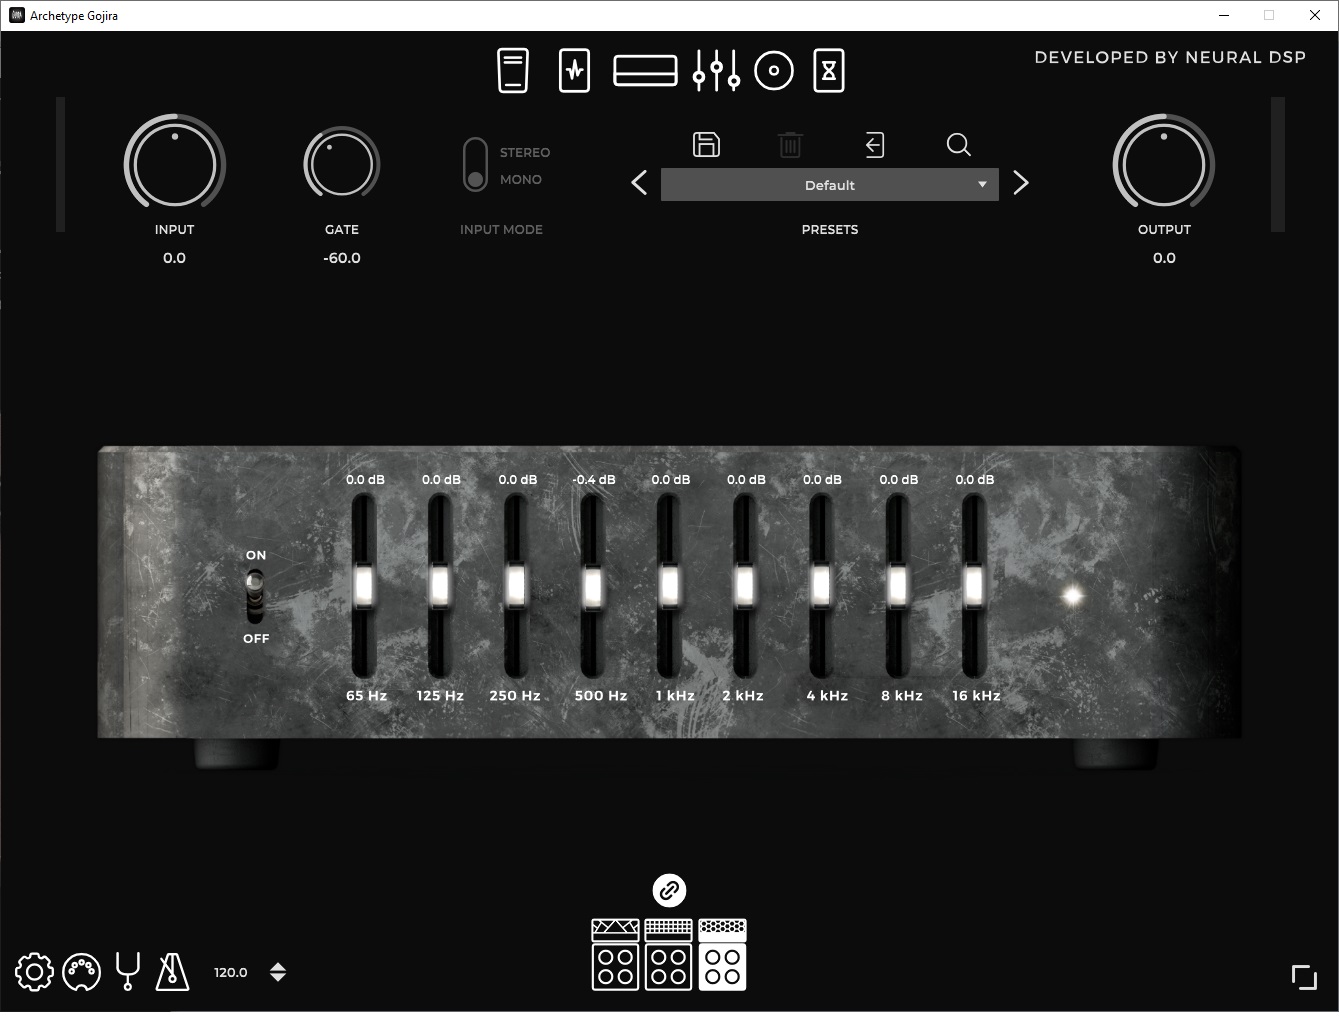 Archetype Gojira
DEVELOPED BY NEURAL DSP
STEREO
MONO
Default
INPUT
GATE
INPUT MODE
PRESETS
OUTPUT
0.0
-60.0
0.0
0.0 dB
0.0 dB
0.0 dB
-0.4 dB
0.0 dB
0.0 dB
0.0 dB
0.0 dB
0.0 dB
ON
OFF
65 Hz
125 Hz
250 Hz
500 Hz
1 kHz
2 kHz
4 kHz
8 kHz
16 kHz
120.0